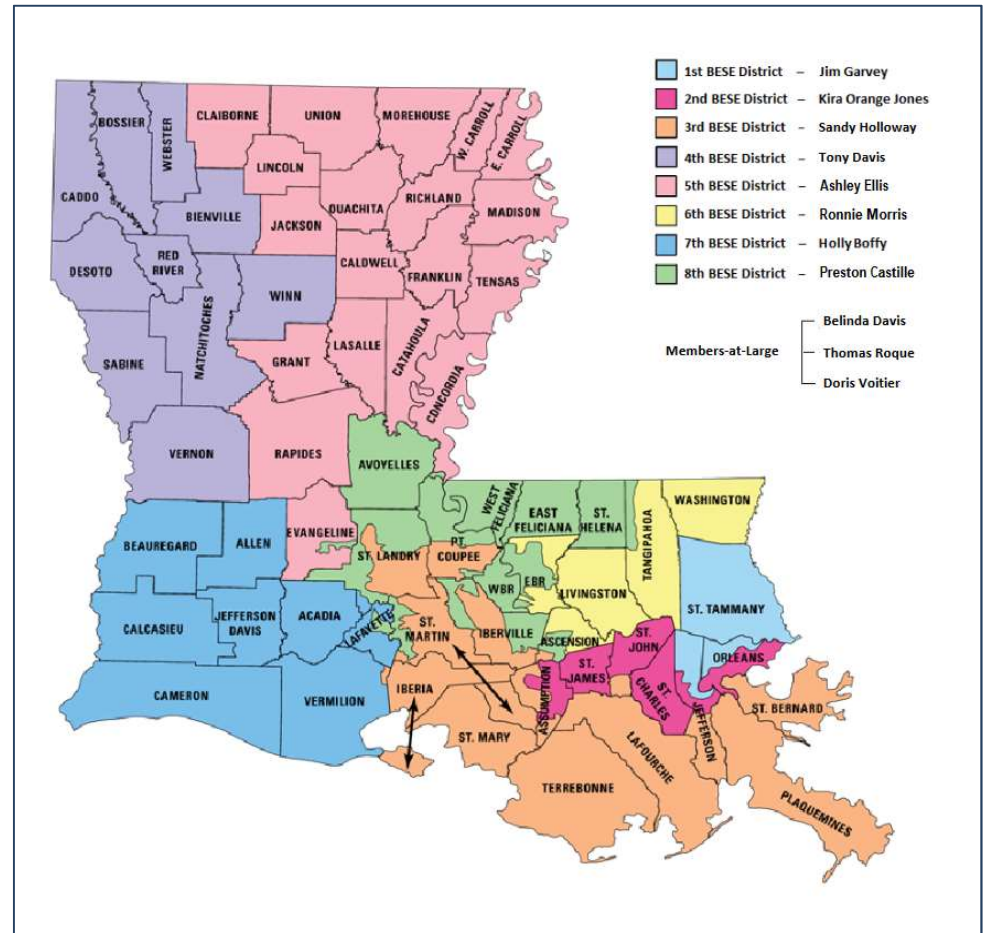 1st BESE District – Jim Garvey
2nd BESE District – Kira Orange Jones
3rd BESE District – Sandy Holloway
4th BESE District – Tony Davis
5th BESE District – Ashley Ellis
6th BESE District – Ronnie Morris
7th BESE District – Holly Boffy
8th BESE District – Preston Castille
Members-at-Large
Belinda Davis
Thomas Roque
Doris Voitier
CADDO
BOSSIER
WEBSTER
CLAIBORNE
UNION
MOREHOUSE
W. CARROLL
E. CARROLL
LINCOLN
BIENVILLE
JACKSON
OUACHITA
RICHLAND
MADISON
DESOTO
RED
RIVER
NATCHITOCHES
WINN
CALDWELL
FRANKLIN
TENSAS
SABINE
GRANT
LASALLE
CATAHOULA
CONCORDIA
VERNON
RAPIDES
AVOYELLES
BEAUREGARD
ALLEN
EVANGELINE
ST. LANDRY
PT.
COUPEE
WEST
FELICIANA
EAST
FELICIANA
ST.
HELENA
TANGIPAHOA
WASHINGTON
CALCASIEU
JEFFERSON
DAVIS
ACADIA
LAFAYETTE
ST.
MARTIN
IBERVILLE
WBR
EBR
LIVINGSTON
ASCENSION
ST. TAMMANY
CAMERON
VERMILION
IBERIA
ST. MARY
ASSUMPTION
ST.
JAMES
ST.
JOHN
ST.
CHARLES
ORLEANS
JEFFERSON
ST. BERNARD
TERREBONNE
LAFOURCHE
PLAQUEMINES